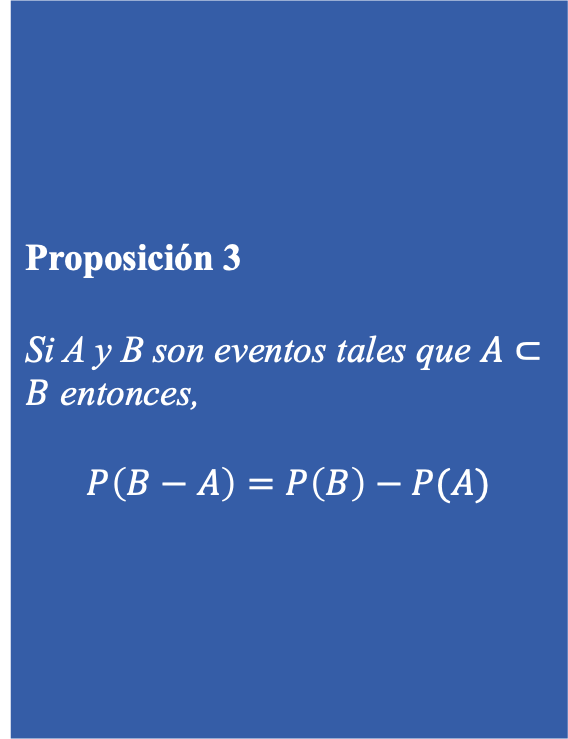 Proposición 3
Si A y B son eventos tales que A ⊂
B entonces,
P(B − A) = P(B) − P(A)